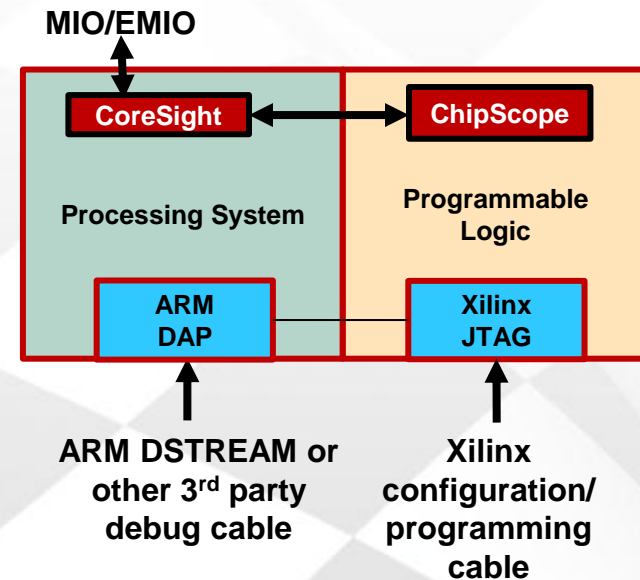 MIO/EMIO
CoreSight
ChipScope
Processing System
Programmable
Logic
ARM
DAP
Xilinx
JTAG
ARM DSTREAM or
other 3rd party
debug cable
Xilinx
configuration/
programming
cable